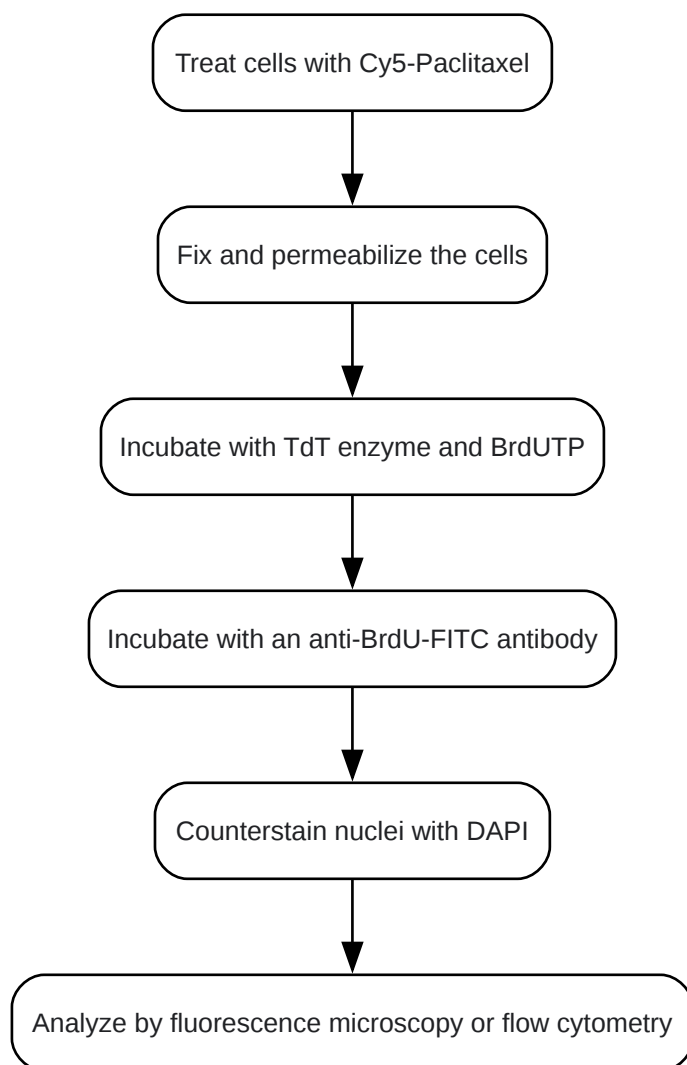 Treat cells with Cy5-Paclitaxel
Fix and permeabilize the cells
Incubate with TdT enzyme and BrdUTP
Incubate with an anti-BrdU-FITC antibody
Counterstain nuclei with DAPI
Analyze by fluorescence microscopy or flow cytometry